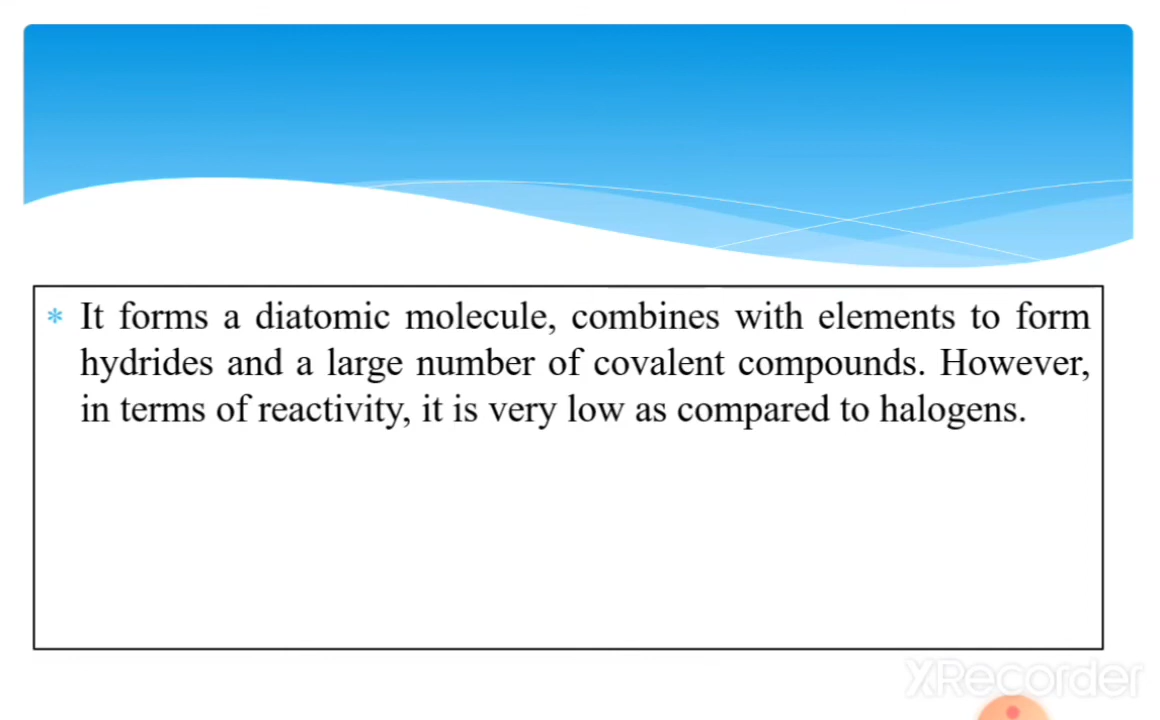 * It forms a diatomic molecule, combines with elements to form
hydrides and a large number of covalent compounds. However,
in terms of reactivity, it is very low as compared to halogens.
XRecorder